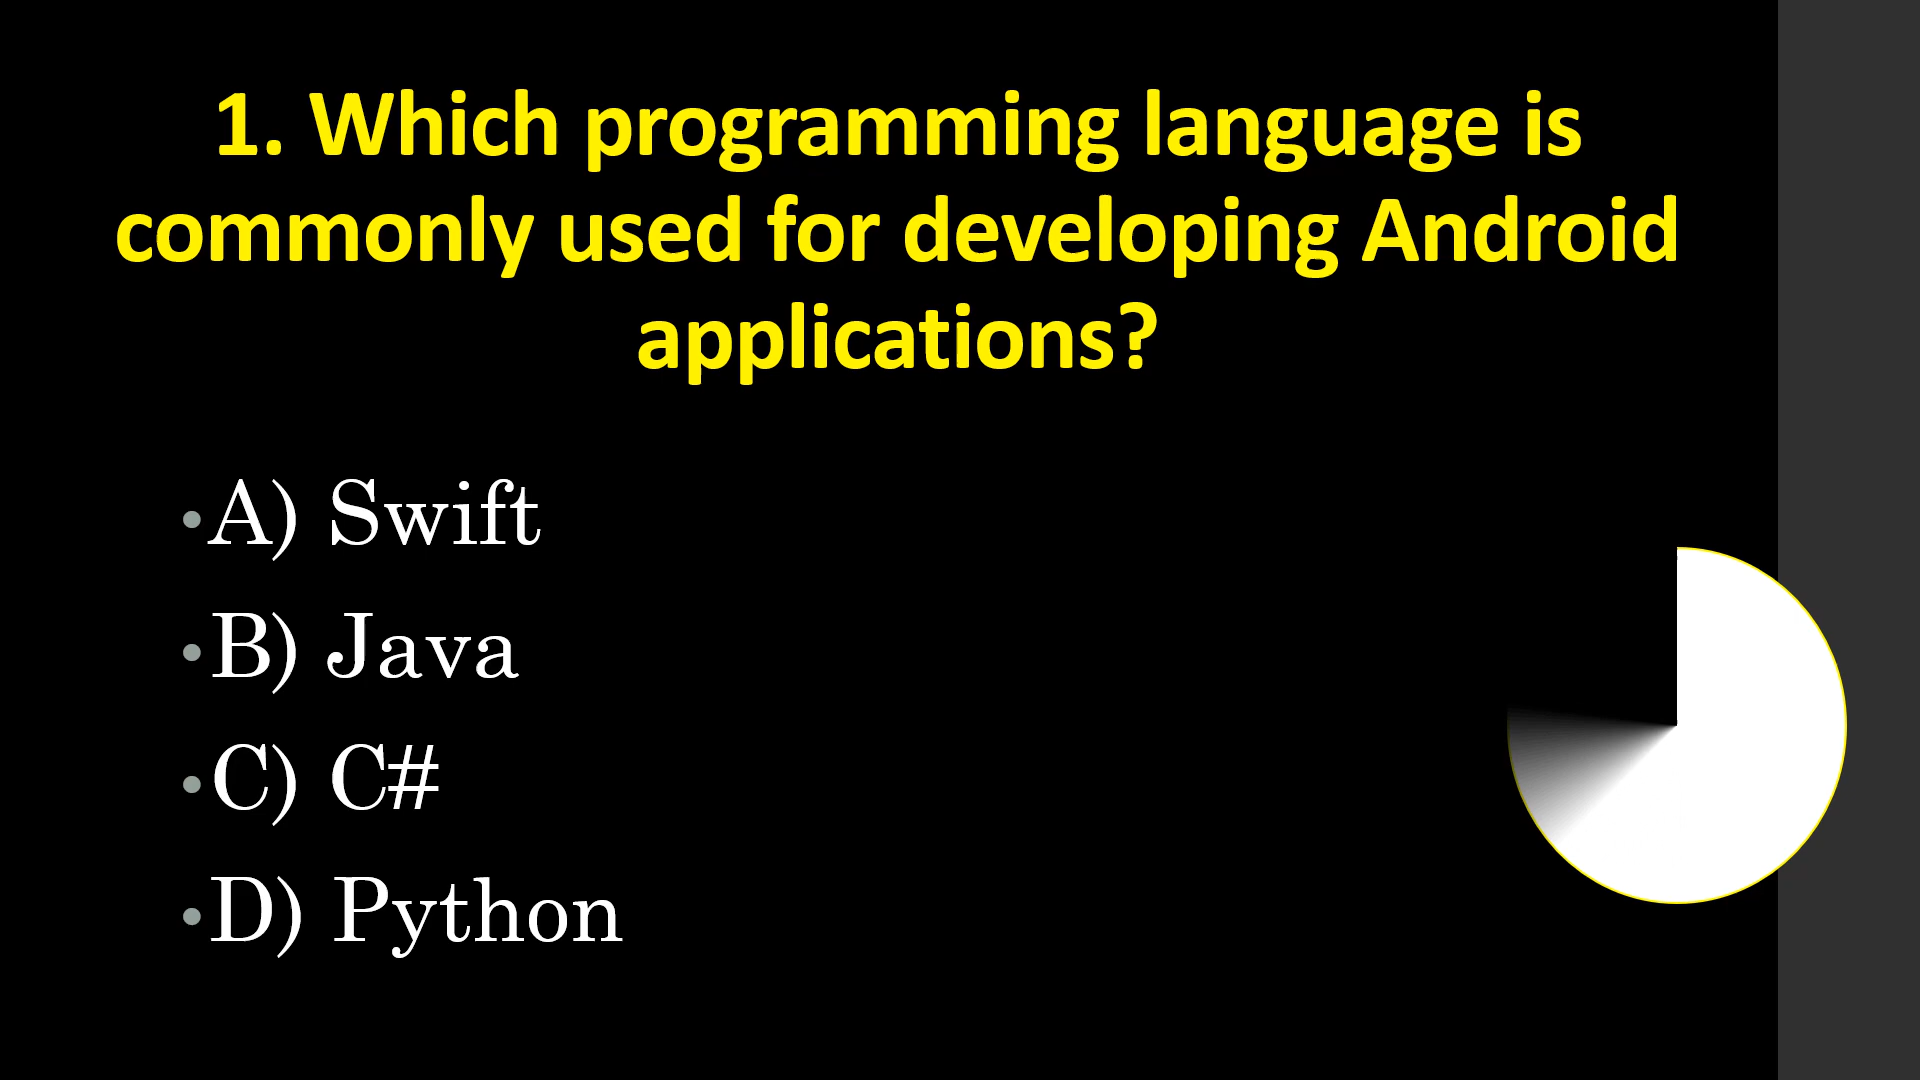 1. Which programming language is
commonly used for developing Android
applications?
•A) Swift
•B) Java
•C) C#
•D) Python